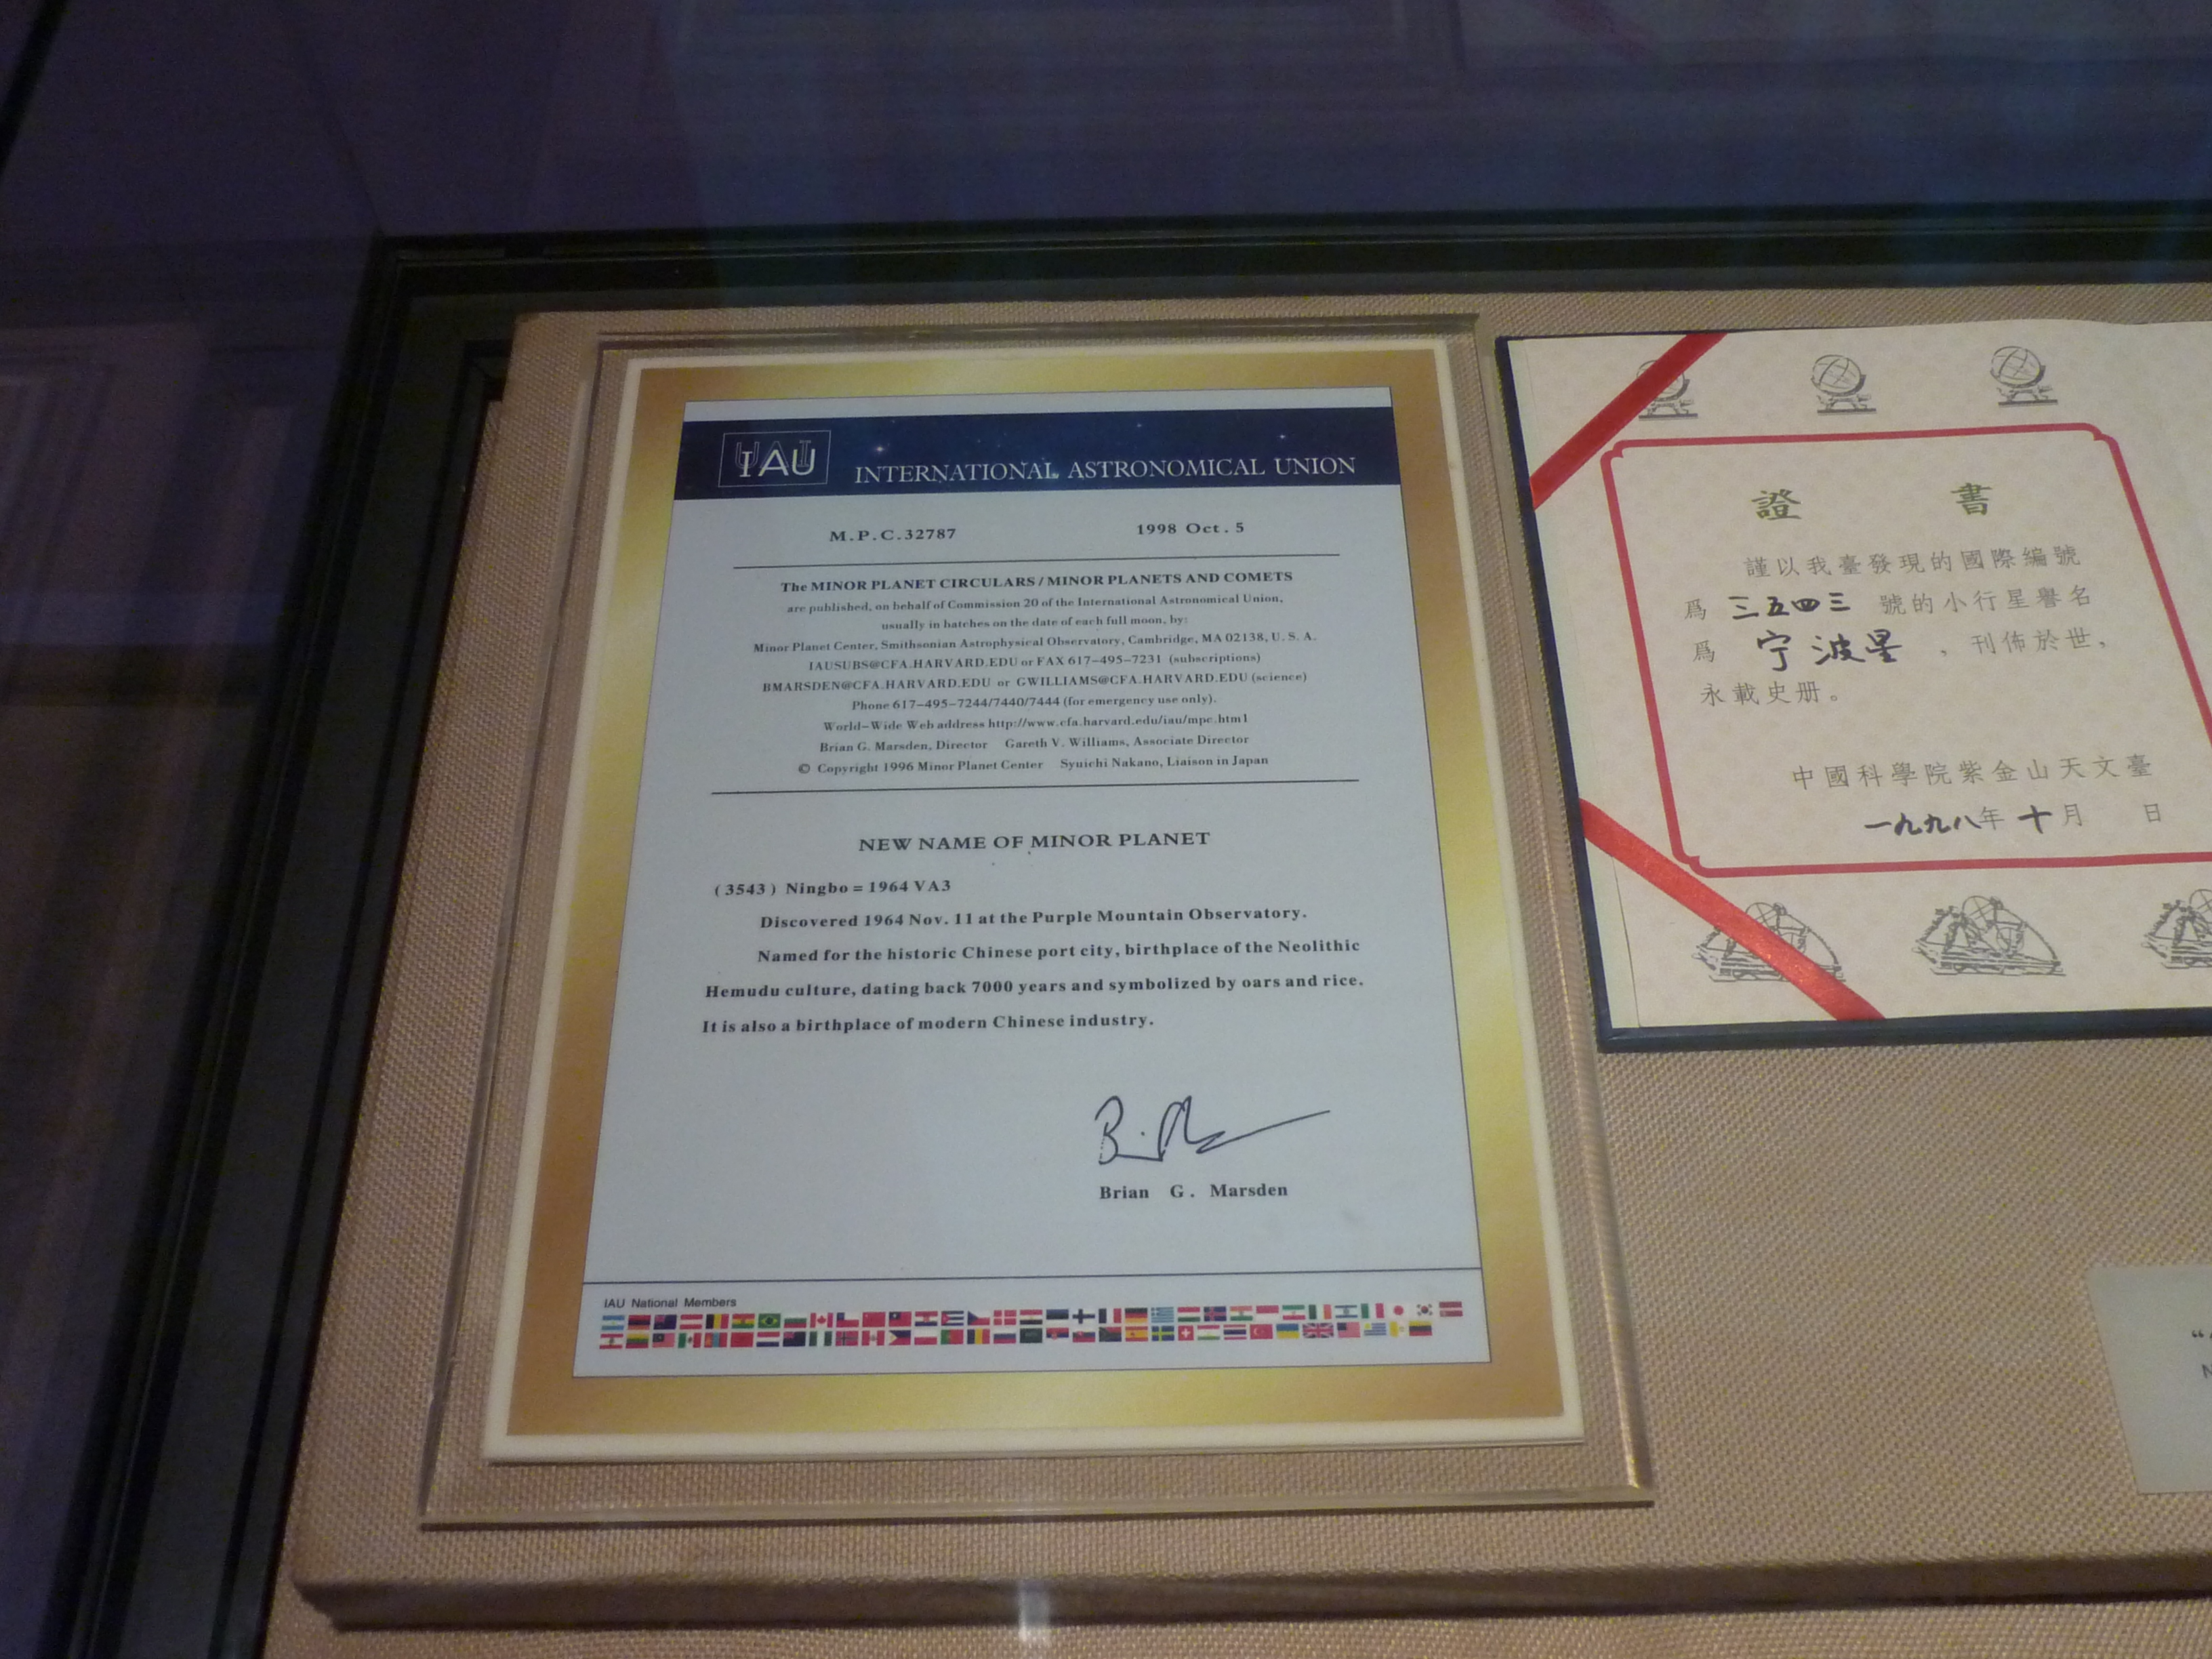 IAU
INTERNATIONAL ASTRONOMICAL UNION
M.P.C.32787
1998 Oct. 5
The MINOR PLANET CIRCULARS / MINOR PLANETS AND COMETS
are published, on behalf of Commission 20 of the International Astronomical Union,
usually in batches on the date of each full moon, by:
Minor Planet Center, Smithsonian Astrophysical Observatory, Cambridge, MA 02138, U. S. A.
IAUSUBS@CFA.HARVARD.EDU or FAX 617-495-7231 (subscriptions)
BMARSDEN@CFA.HARVARD.EDU or GWILLIAMS@CFA.HARVARD.EDU (science)
Phone 617-495-7244/7440/7444 (for emergency use only).
World-Wide Web address http://www.cfa.harvard.edu/iau/mpc.html
Brian G. Marsden, Director Gareth V. Williams, Associate Director
© Copyright 1996 Minor Planet Center Syuichi Nakano, Liaison in Japan
NEW NAME OF MINOR PLANET
(3543) Ningbo = 1964 VA3
Discovered 1964 Nov. 11 at the Purple Mountain Observatory.
Named for the historic Chinese port city, birthplace of the Neolithic
Hemudu culture, dating back 7000 years and symbolized by oars and rice.
It is also a birthplace of modern Chinese industry.
Brian G. Marsden
IAU National Members
證書
謹以我臺發現的國際編號
爲 三五四三 號的小行星譽名
爲 宁波星 ，刊佈於世，
永載史册。
中國科學院紫金山天文臺
一九九八年十月 日